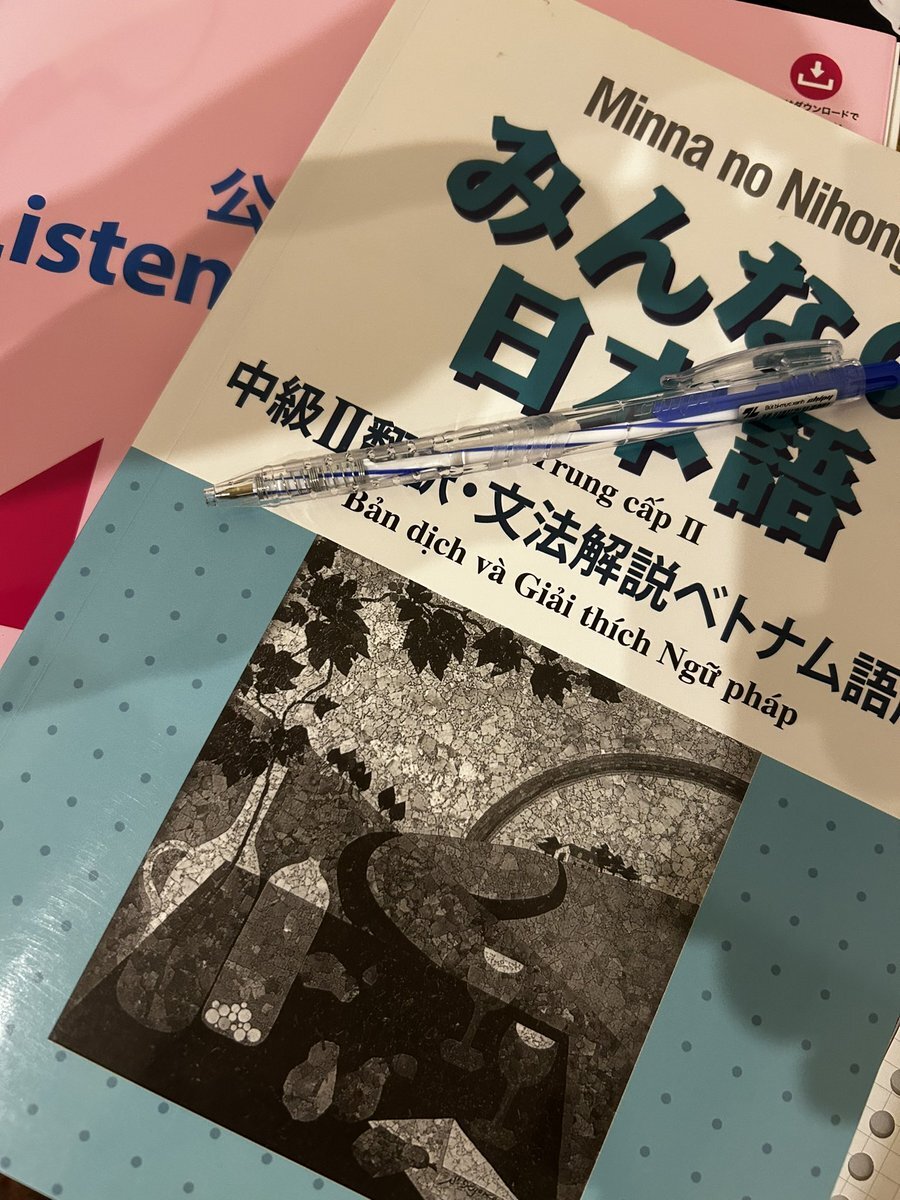 ダウンロードで
公
Listen
Minna no Nihong
みんなの
日本語
中級II翻訳・文法解説ベトナム語
Trung cấp II
Bản dịch và Giải thích Ngữ pháp